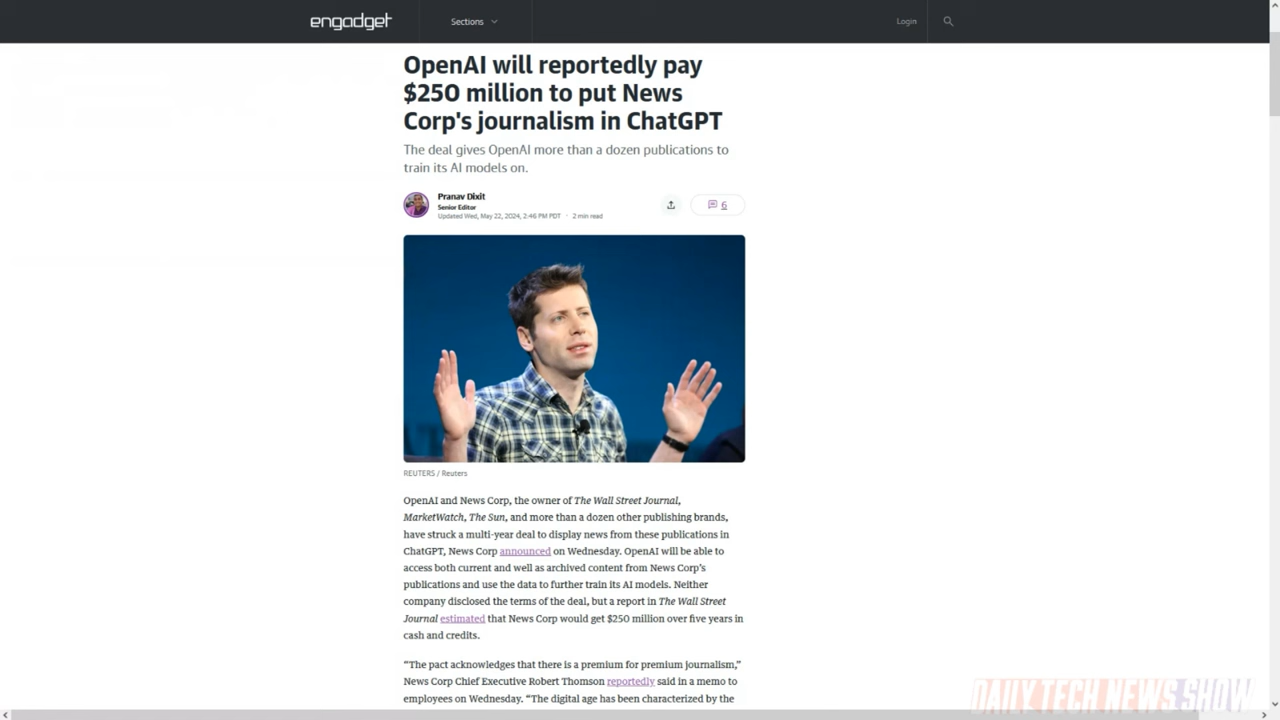 engadget
Sections
Login
OpenAI will reportedly pay
$250 million to put News
Corp's journalism in ChatGPT
The deal gives OpenAI more than a dozen publications to
train its AI models on.
Pranav Dixit
Senior Editor
Updated Wed, May 22, 2024, 2:46 PM PDT · 2 min read
6
REUTERS / Reuters
OpenAI and News Corp, the owner of The Wall Street Journal,
MarketWatch, The Sun, and more than a dozen other publishing brands,
have struck a multi-year deal to display news from these publications in
ChatGPT, News Corp announced on Wednesday. OpenAI will be able to
access both current and well as archived content from News Corp's
publications and use the data to further train its AI models. Neither
company disclosed the terms of the deal, but a report in The Wall Street
Journal estimated that News Corp would get $250 million over five years in
cash and credits.
“The pact acknowledges that there is a premium for premium journalism,”
News Corp Chief Executive Robert Thomson reportedly said in a memo to
employees on Wednesday. “The digital age has been characterized by the
DAILY TECH NEWS SHOW